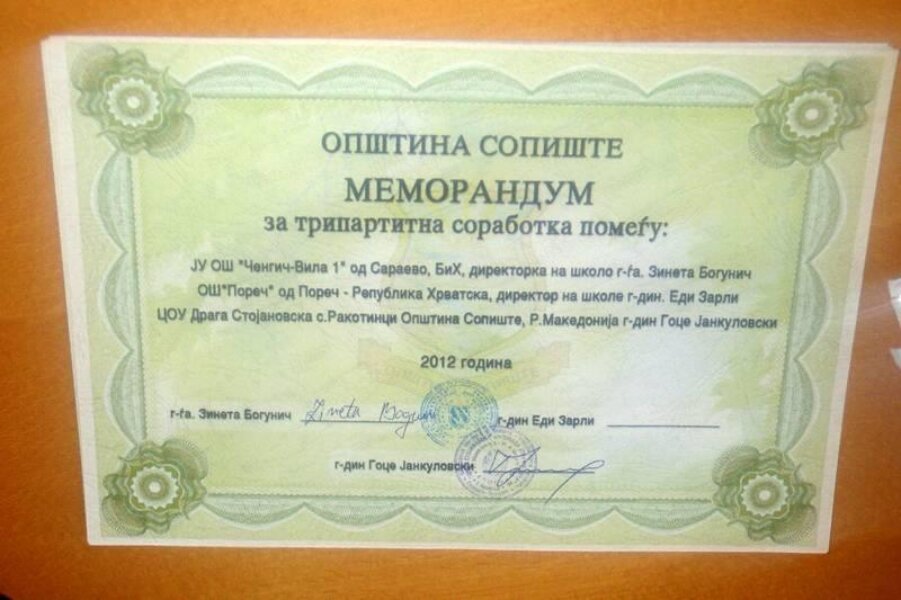 ОПШТИНА СОПИШТЕ
МЕМОРАНДУМ
за трипартитна соработка помеѓу:
ЈУ ОШ "Ченгич-Вила 1" од Сараево, БиХ, директорка на школо г-ѓа. Зинета Богунич
ОШ"Пореч" од Пореч - Република Хрватска, директор на школе г-дин. Еди Зарли
ЦОУ Драга Стојановска с.Ракотинци Општина Сопиште, Р.Македонија г-дин Гоце Јанкуловски
2012 година
г-ѓа. Зинета Богунич Zineta г-дин Еди Зарли
г-дин Гоце Јанкуловски